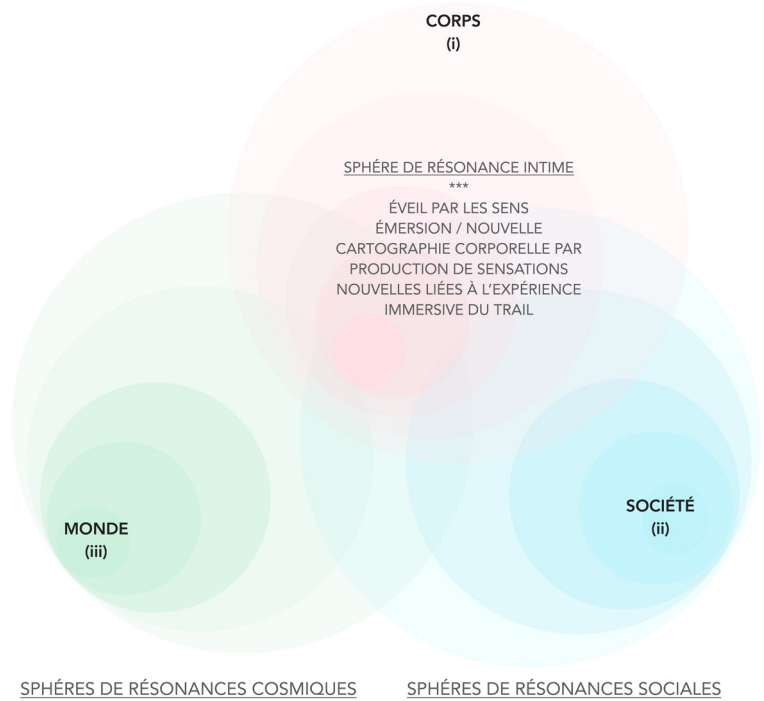 CORPS
(i)
SPHÉRE DE RÉSONANCE INTIME
***
ÉVEIL PAR LES SENS
ÉMERSION / NOUVELLE
CARTOGRAPHIE CORPORELLE PAR
PRODUCTION DE SENSATIONS
NOUVELLES LIÉES À L'EXPÉRIENCE
IMMERSIVE DU TRAIL
SOCIÉTÉ
(ii)
MONDE
(iii)
SPHÉRES DE RÉSONANCES COSMIQUES
SPHÉRES DE RÉSONANCES SOCIALES